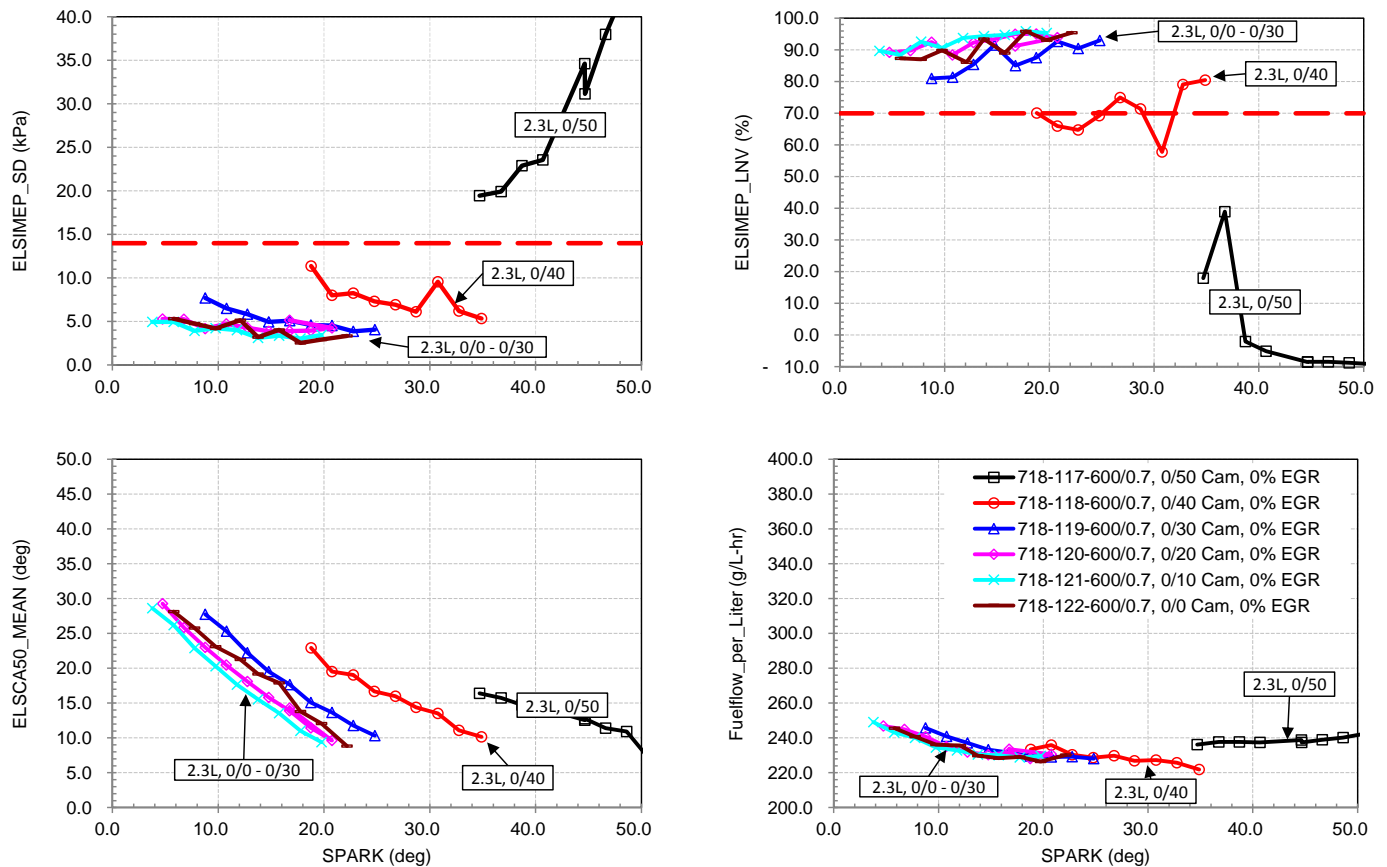 ELSIMEP_SD (kPa)
40.0
35.0
30.0
25.0
20.0
15.0
10.0
5.0
0.0
0.0 10.0 20.0 30.0 40.0 50.0
2.3L, 0/50
2.3L, 0/40
2.3L, 0/0 - 0/30
ELSIMEP_LNV (%)
100.0
90.0
80.0
70.0
60.0
50.0
40.0
30.0
20.0
10.0
0.0
- 10.0
0.0 10.0 20.0 30.0 40.0 50.0
2.3L, 0/0 - 0/30
2.3L, 0/40
2.3L, 0/50
ELSCA50_MEAN (deg)
50.0
45.0
40.0
35.0
30.0
25.0
20.0
15.0
10.0
5.0
0.0
0.0 10.0 20.0 30.0 40.0 50.0
SPARK (deg)
2.3L, 0/50
2.3L, 0/0 - 0/30
2.3L, 0/40
Fuelflow_per_Liter (g/L-hr)
400.0
380.0
360.0
340.0
320.0
300.0
280.0
260.0
240.0
220.0
200.0
0.0 10.0 20.0 30.0 40.0 50.0
SPARK (deg)
718-117-600/0.7, 0/50 Cam, 0% EGR
718-118-600/0.7, 0/40 Cam, 0% EGR
718-119-600/0.7, 0/30 Cam, 0% EGR
718-120-600/0.7, 0/20 Cam, 0% EGR
718-121-600/0.7, 0/10 Cam, 0% EGR
718-122-600/0.7, 0/0 Cam, 0% EGR
2.3L, 0/50
2.3L, 0/0 - 0/30
2.3L, 0/40